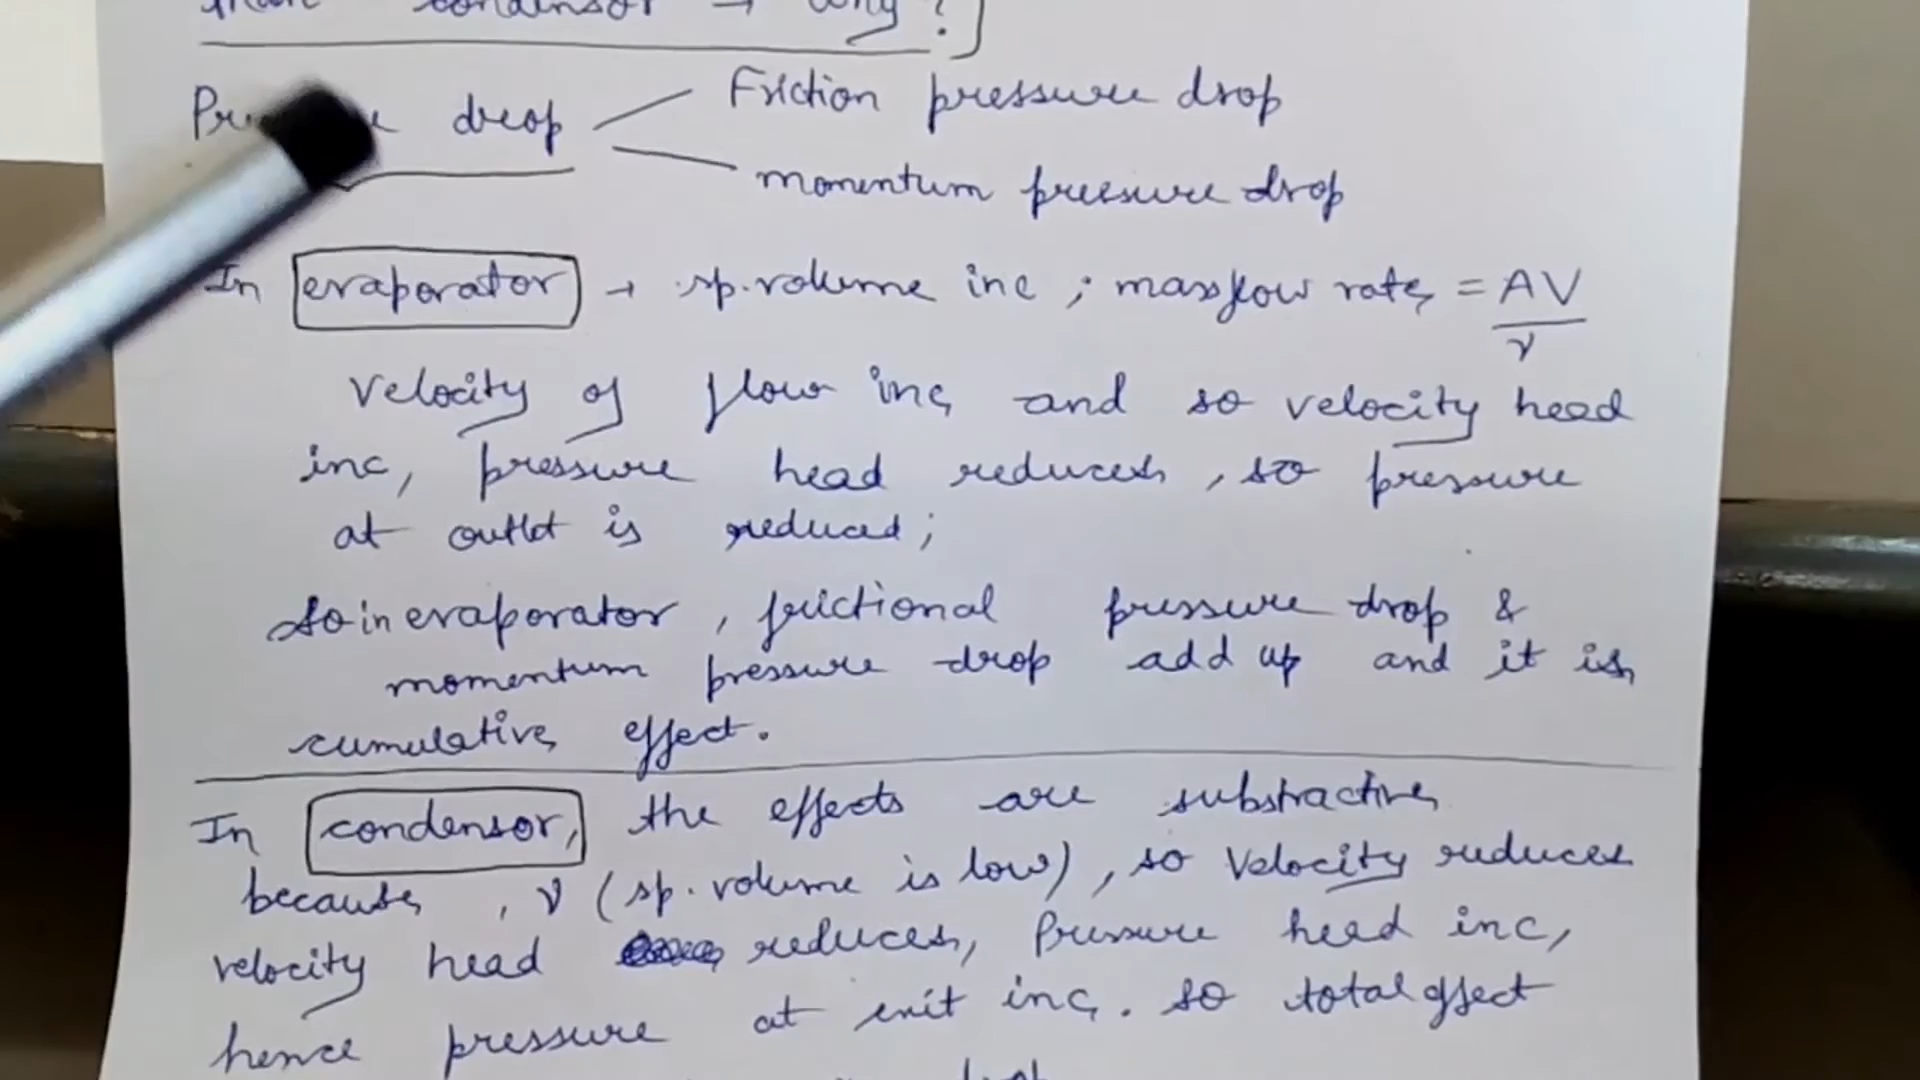 condensor → why?]
drop Friction pressure drop
momentum pressure drop
In evaporator → sp. volume inc ; massflow rate = AV/ν
velocity of flow inc, and so velocity head
inc, pressure head reduces, so pressure
at outlet is reduced;
So in evaporator, frictional pressure drop &
momentum pressure drop add up and it is
cumulative effect.
In condensor, the effects are substractive
because, ν (sp. volume is low), so velocity reduces
velocity head reduces, Pressure head inc,
hence pressure at exit inc. so total effect